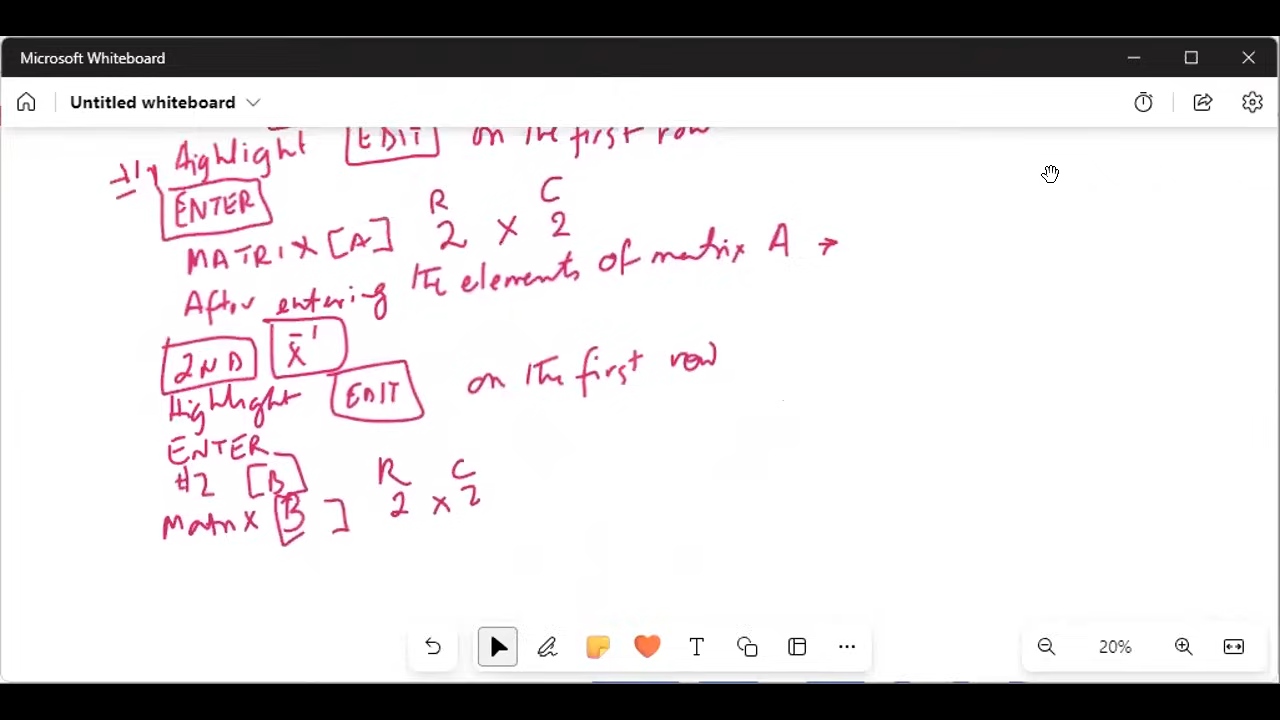 Microsoft Whiteboard
Untitled whiteboard
Highlight EDIT on the first row
ENTER
R C
MATRIX [A] 2 X 2
After entering the elements of matrix A →
2ND X⁻¹
Highlight EDIT on the first row
ENTER
#2 [B]
R C
Matrix [B] 2 x 2
20%